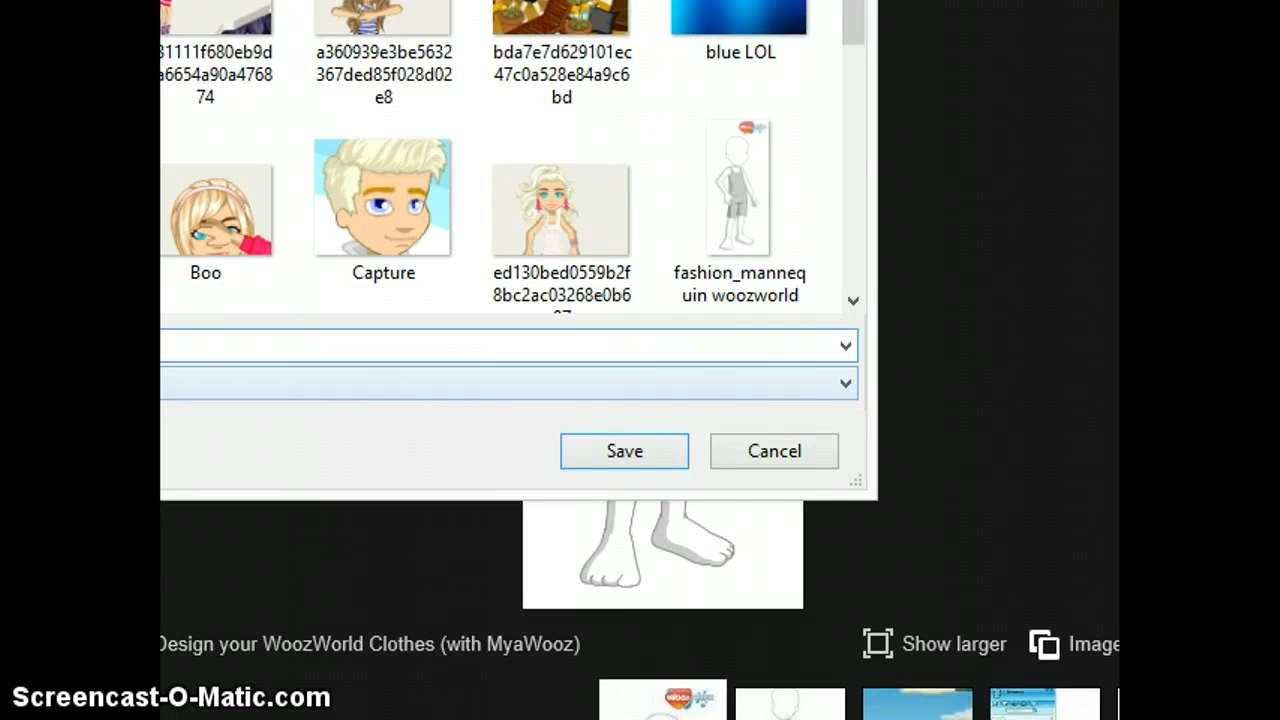 31111f680eb9d
a6654a90a4768
74
a360939e3be5632
367ded85f028d02
e8
bda7e7d629101ec
47c0a528e84a9c6
bd
blue LOL
Boo
Capture
ed130bed0559b2f
8bc2ac03268e0b6
fashion_manneq
uin woozworld
Save
Cancel
Design your WoozWorld Clothes (with MyaWooz)
Show larger
Image
Screencast-O-Matic.com